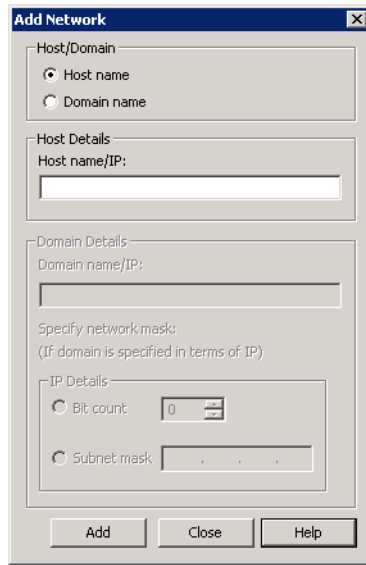 Add Network
Host/Domain
Host name
Domain name
Host Details
Host name/IP:
Domain Details
Domain name/IP:
Specify network mask:
(If domain is specified in terms of IP)
IP Details
Bit count 0
Subnet mask . . .
Add Close Help